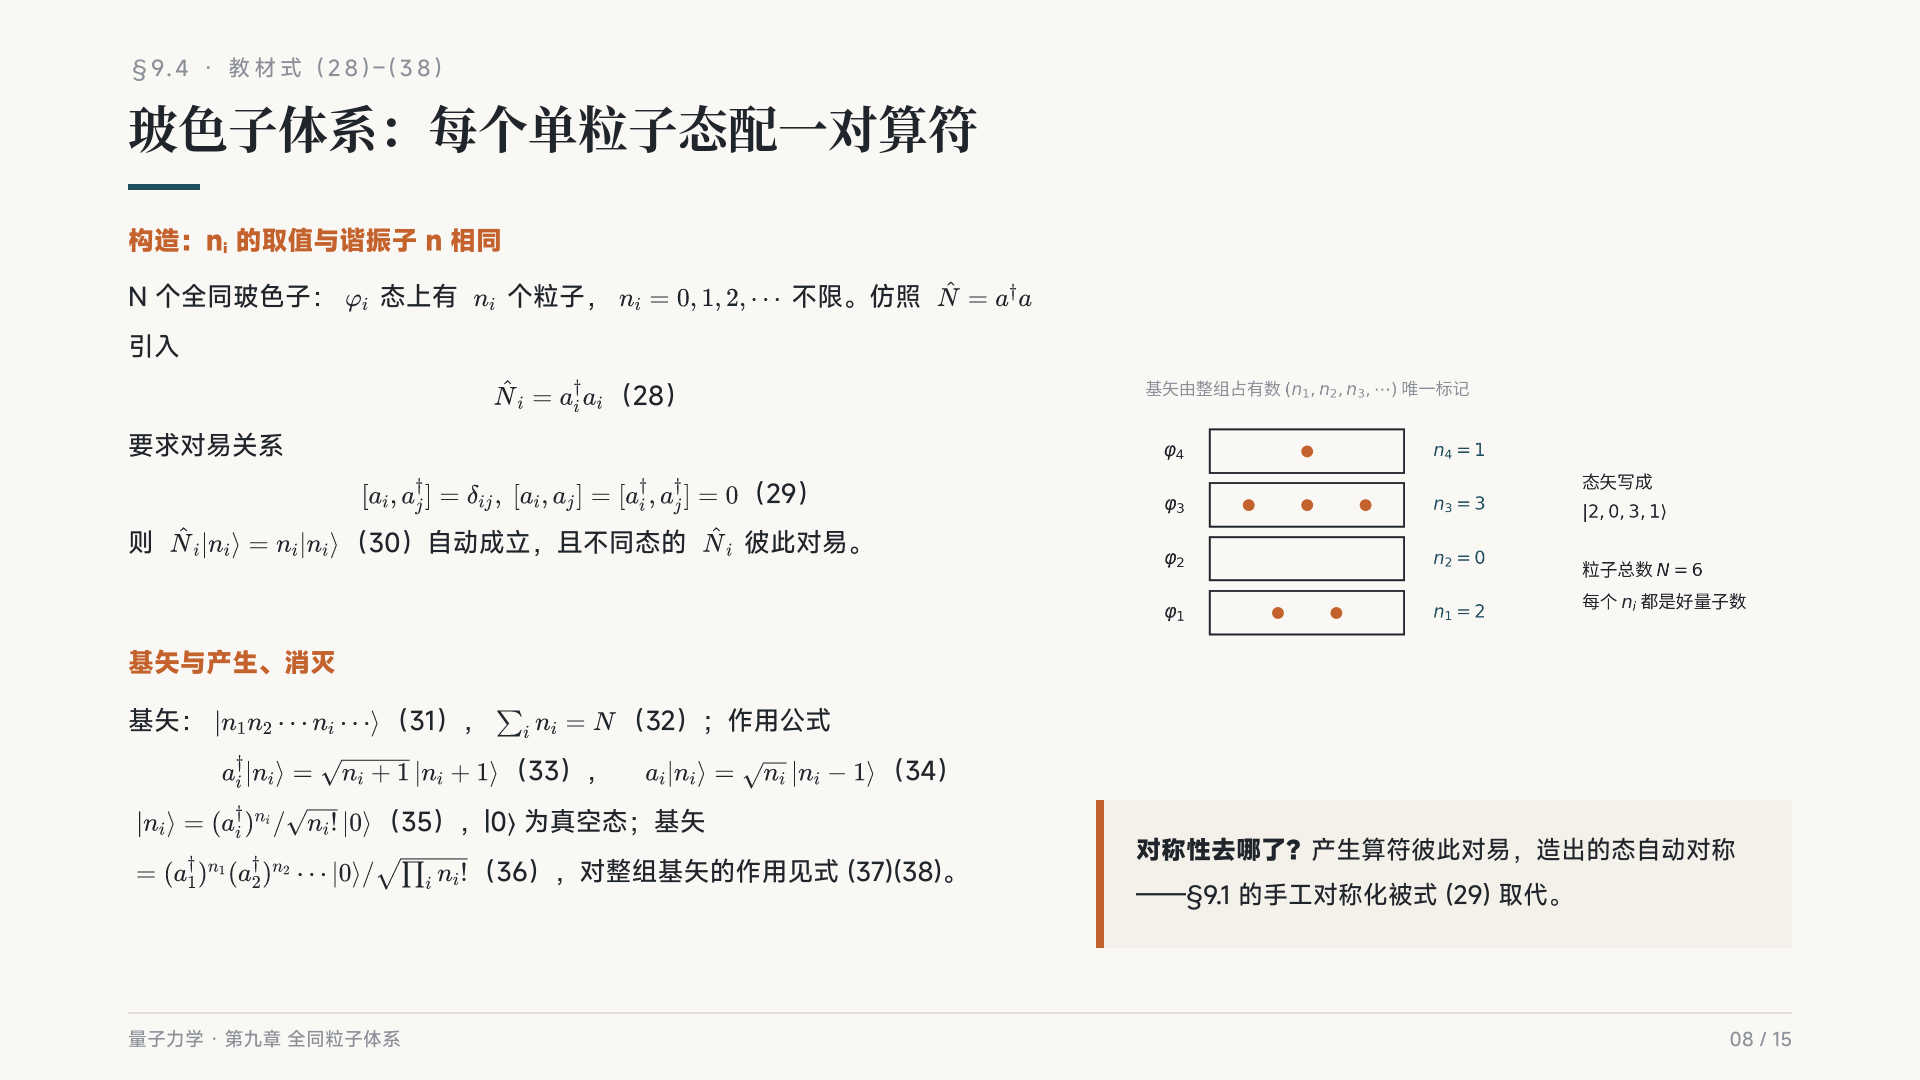 §9.4 · 教材式 (28)–(38)
玻色子体系：每个单粒子态配一对算符
构造：nᵢ 的取值与谐振子 n 相同
N 个全同玻色子： φᵢ 态上有 nᵢ 个粒子， nᵢ = 0, 1, 2, ⋯ 不限。仿照 N̂ = a†a
引入
N̂ᵢ = aᵢ†aᵢ （28）
要求对易关系
[aᵢ, aⱼ†] = δᵢⱼ, [aᵢ, aⱼ] = [aᵢ†, aⱼ†] = 0 （29）
则 N̂ᵢ|nᵢ⟩ = nᵢ|nᵢ⟩ （30）自动成立，且不同态的 N̂ᵢ 彼此对易。
基矢与产生、消灭
基矢： |n₁n₂ ⋯ nᵢ ⋯⟩ （31）， ∑ᵢ nᵢ = N （32）；作用公式
aᵢ†|nᵢ⟩ = √(nᵢ + 1) |nᵢ + 1⟩ （33）， aᵢ|nᵢ⟩ = √nᵢ |nᵢ − 1⟩ （34）
|nᵢ⟩ = (aᵢ†)^{nᵢ}/√(nᵢ!) |0⟩ （35），|0⟩ 为真空态；基矢
= (a₁†)^{n₁}(a₂†)^{n₂} ⋯ |0⟩/√(∏ᵢ nᵢ!) （36），对整组基矢的作用见式 (37)(38)。
基矢由整组占有数 (n₁, n₂, n₃, ⋯) 唯一标记
φ₄ n₄ = 1
φ₃ n₃ = 3
φ₂ n₂ = 0
φ₁ n₁ = 2
态矢写成
|2, 0, 3, 1⟩
粒子总数 N = 6
每个 nᵢ 都是好量子数
对称性去哪了？产生算符彼此对易，造出的态自动对称
——§9.1 的手工对称化被式 (29) 取代。
量子力学 · 第九章 全同粒子体系
08 / 15